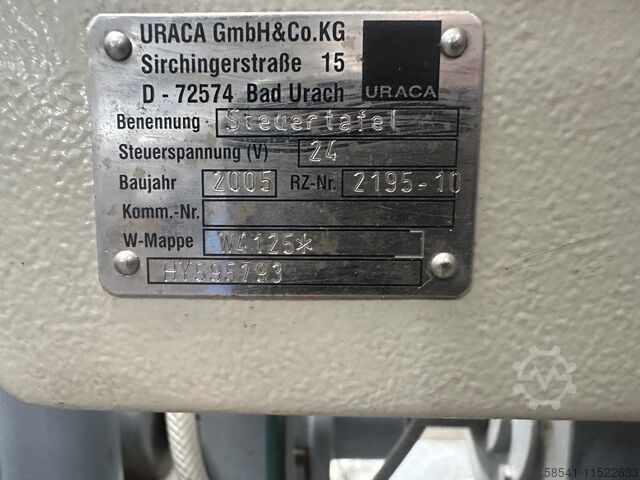 URACA GmbH&Co.KG
Sirchingerstraße 15
D - 72574 Bad Urach
URACA
Benennung Steuertafel
Steuerspannung (V) 24
Baujahr 2005 RZ-Nr. 2195-10
Komm.-Nr.
W-Mappe W4125*
HY595793
58541-11522633